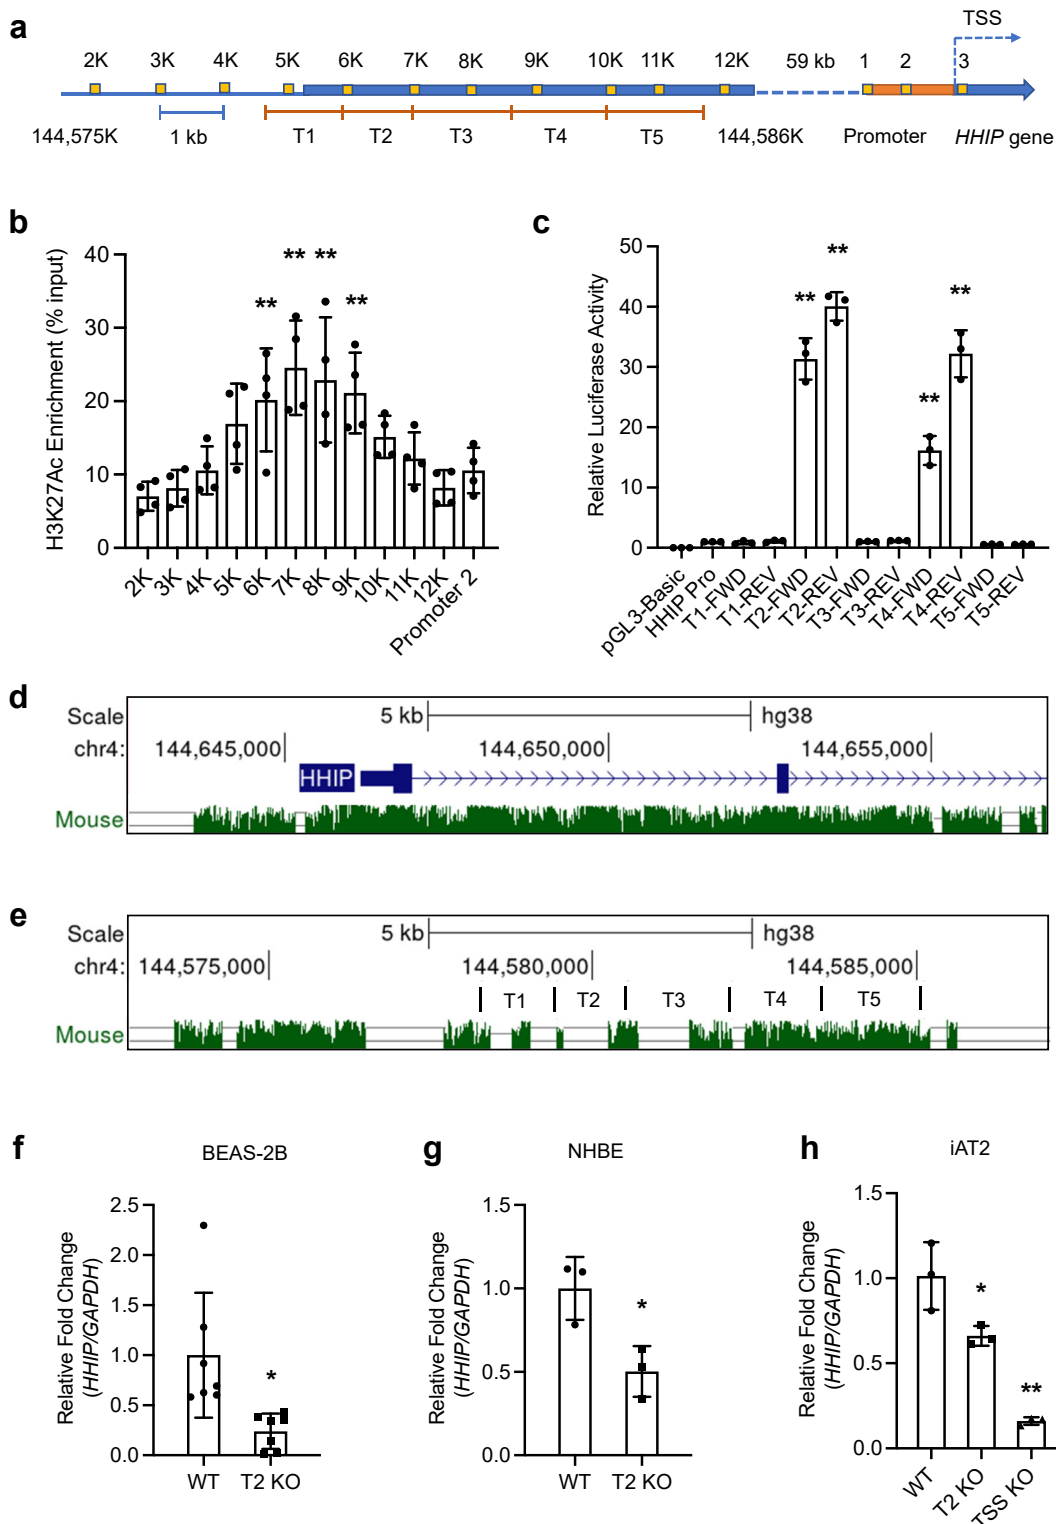 a
TSS
2K 3K 4K 5K 6K 7K 8K 9K 10K 11K 12K 59 kb 1 2 3
144,575K 1 kb T1 T2 T3 T4 T5 144,586K Promoter HHIP gene
b
H3K27Ac Enrichment (% input)
40
30
20
10
0
** ** ** **
2K 3K 4K 5K 6K 7K 8K 9K 10K 11K 12K Promoter 2
c
Relative Luciferase Activity
50
40
30
20
10
0
** ** ** **
pGL3-Basic HHIP Pro T1-FWD T1-REV T2-FWD T2-REV T3-FWD T3-REV T4-FWD T4-REV T5-FWD T5-REV
d
Scale 5 kb hg38
chr4: 144,645,000 144,650,000 144,655,000
HHIP
Mouse
e
Scale 5 kb hg38
chr4: 144,575,000 144,580,000 144,585,000
T1 T2 T3 T4 T5
Mouse
f
BEAS-2B
Relative Fold Change
(HHIP/GAPDH)
2.5
2.0
1.5
1.0
0.5
0.0
*
WT T2 KO
g
NHBE
Relative Fold Change
(HHIP/GAPDH)
1.5
1.0
0.5
0.0
*
WT T2 KO
h
iAT2
Relative Fold Change
(HHIP/GAPDH)
1.5
1.0
0.5
0.0
*
**
WT T2 KO TSS KO